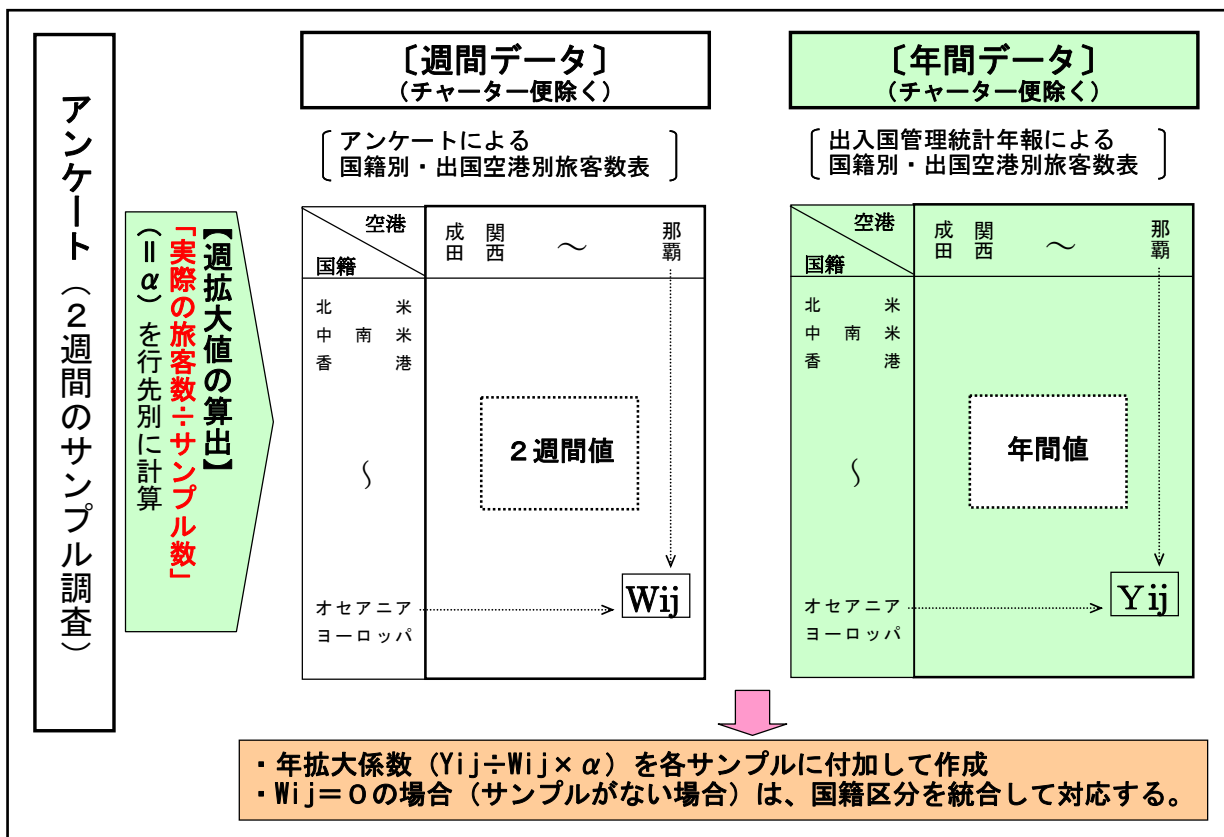 アンケート（２週間のサンプル調査）
【週拡大値の算出】
「実際の旅客数÷サンプル数」
（＝α）を行先別に計算
〔週間データ〕
（チャーター便除く）
アンケートによる
国籍別・出国空港別旅客数表
空港
国籍
成田 関西 ～ 那覇
北米
中南米
香港
～
２週間値
Wij
オセアニア
ヨーロッパ
〔年間データ〕
（チャーター便除く）
出入国管理統計年報による
国籍別・出国空港別旅客数表
空港
国籍
成田 関西 ～ 那覇
北米
中南米
香港
～
年間値
Yij
オセアニア
ヨーロッパ
・年拡大係数（Yij÷Wij×α）を各サンプルに付加して作成
・Wij＝０の場合（サンプルがない場合）は、国籍区分を統合して対応する。